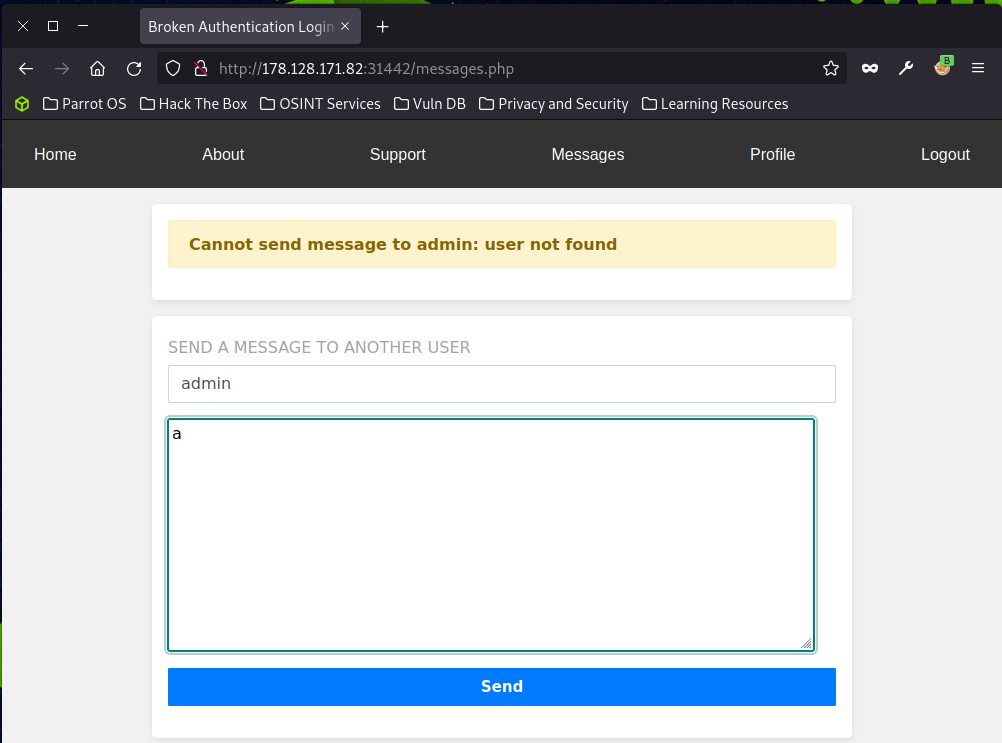 Broken Authentication Login
http://178.128.171.82:31442/messages.php
B
Parrot OS Hack The Box OSINT Services Vuln DB Privacy and Security Learning Resources
Home About Support Messages Profile Logout
Cannot send message to admin: user not found
SEND A MESSAGE TO ANOTHER USER
admin
a
Send